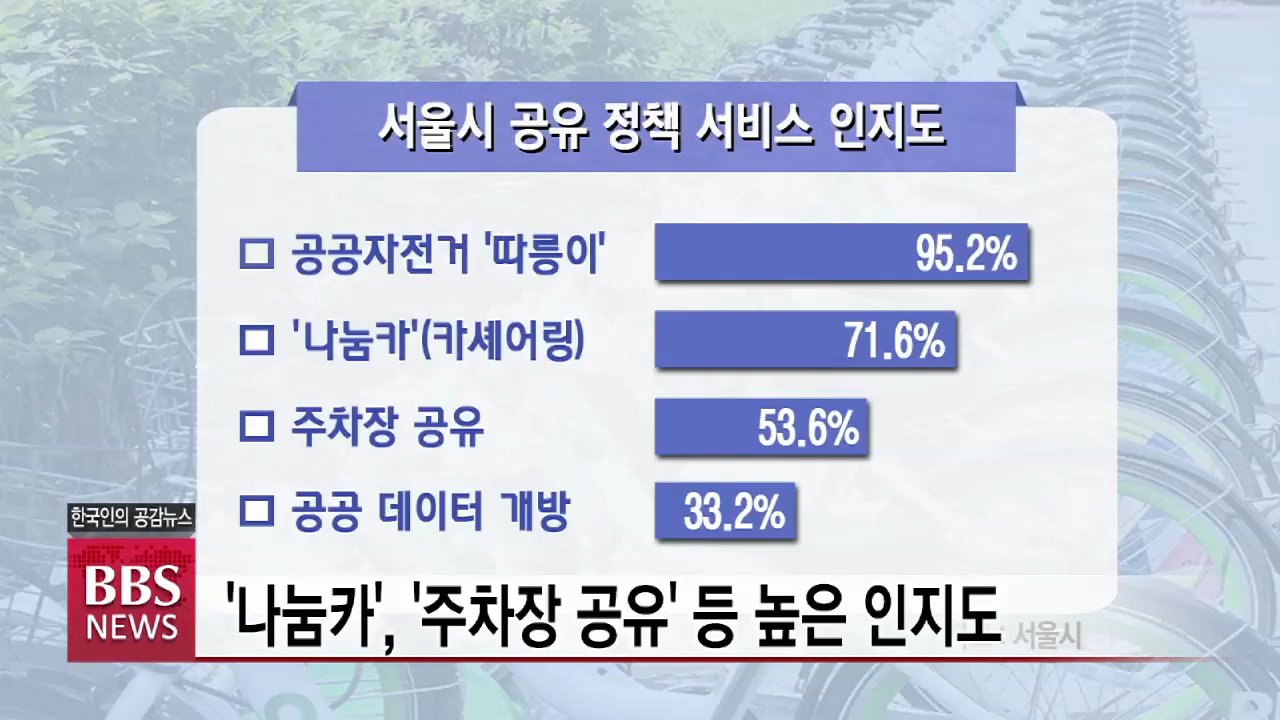 서울시 공유 정책 서비스 인지도
공공자전거 '따릉이' 95.2%
'나눔카'(카셰어링) 71.6%
주차장 공유 53.6%
공공 데이터 개방 33.2%
한국인의 공감뉴스
BBS
NEWS
'나눔카', '주차장 공유' 등 높은 인지도
: 서울시